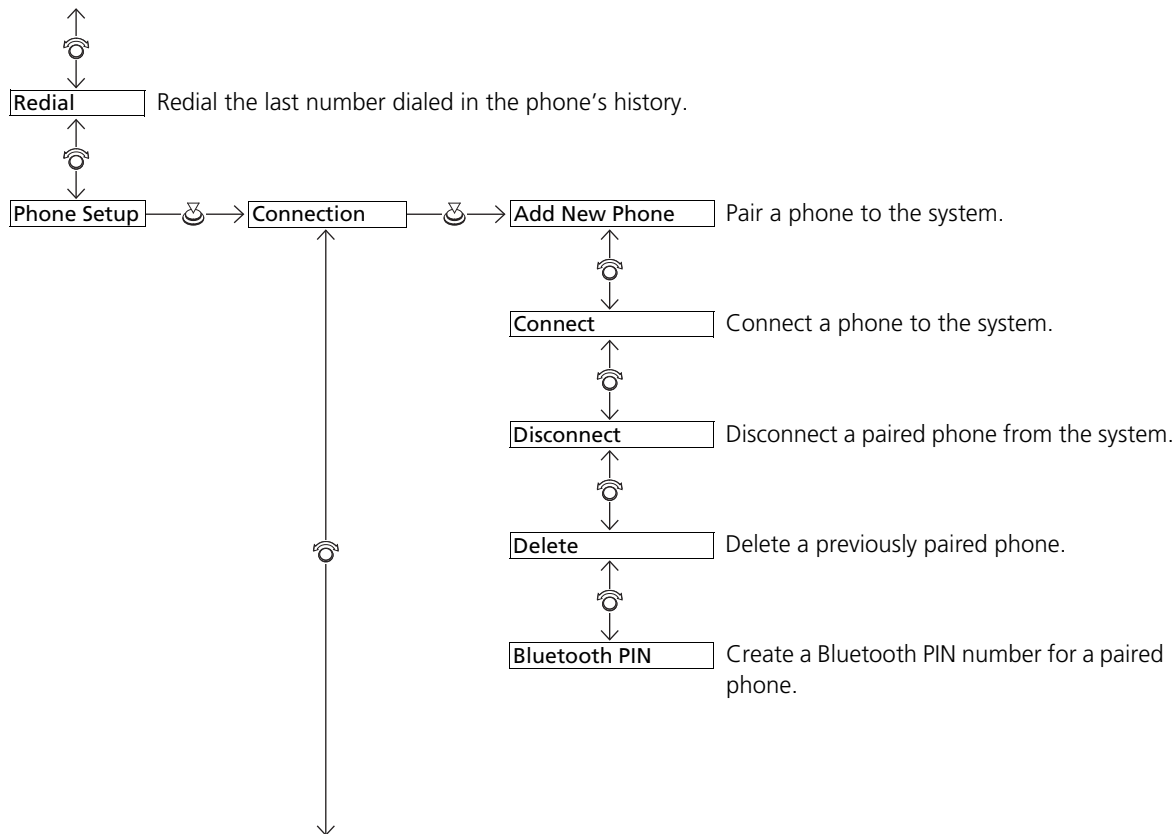 Redial Redial the last number dialed in the phone’s history.
Phone Setup Connection Add New Phone Pair a phone to the system.
Connect Connect a phone to the system.
Disconnect Disconnect a paired phone from the system.
Delete Delete a previously paired phone.
Bluetooth PIN Create a Bluetooth PIN number for a paired
phone.